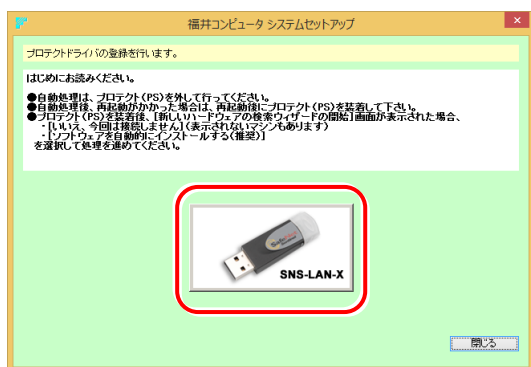 福井コンピュータ システムセットアップ
プロテクトドライバの登録を行います。
はじめにお読みください。
●自動処理は、プロテクト(PS)を外して行ってください。
●自動処理後、再起動がかかった場合は、再起動後にプロテクト(PS)を装着して下さい。
●プロテクト(PS)を装着後、[新しいハードウェアの検索ウィザードの開始]画面が表示された場合、
・[いいえ、今回は接続しません](表示されないマシンもあります)
・[ソフトウェアを自動的にインストールする(推奨)]
を選択して処理を進めてください。
SNS-LAN-X
閉じる